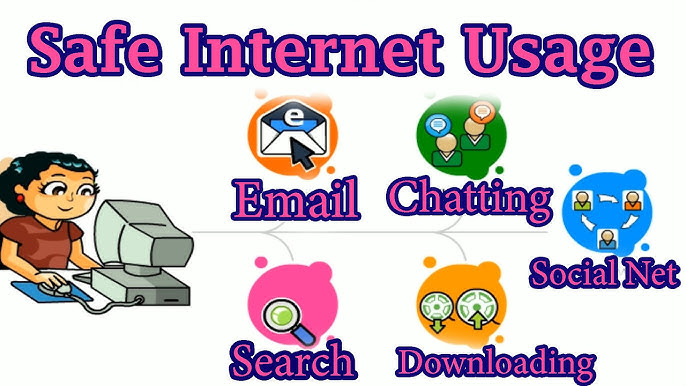 Safe Internet Usage
e
Email
Chatting
Social Net
Search
Downloading